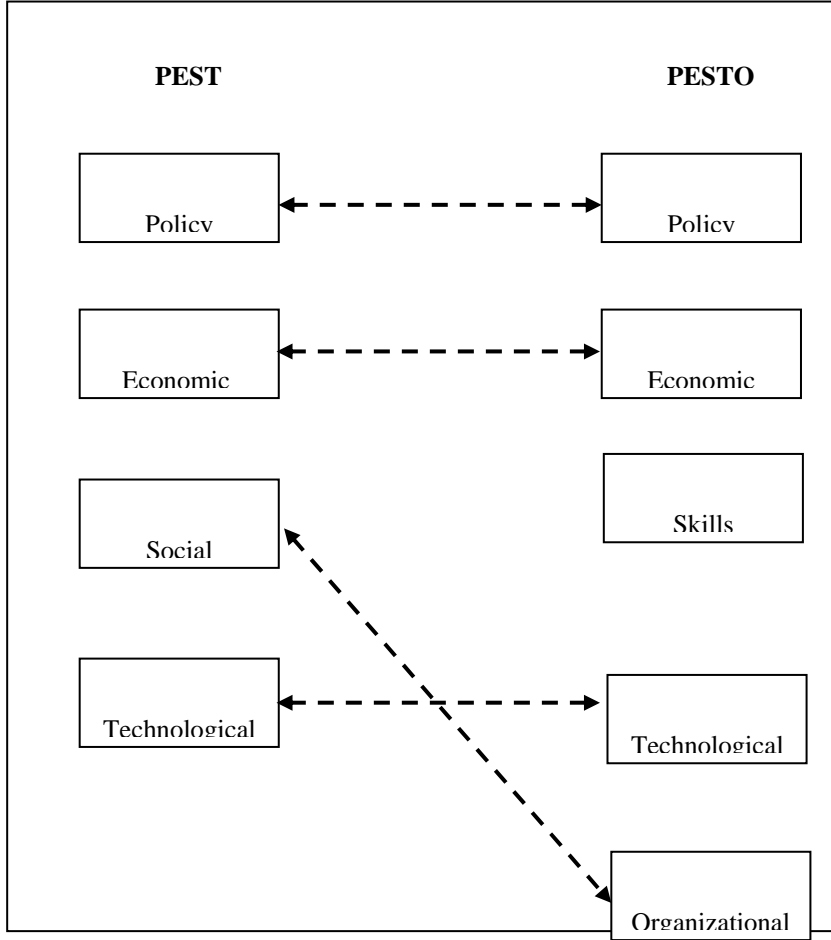 PEST PESTO
Policy Policy
Economic Economic
Skills
Social
Technological Technological
Organizational